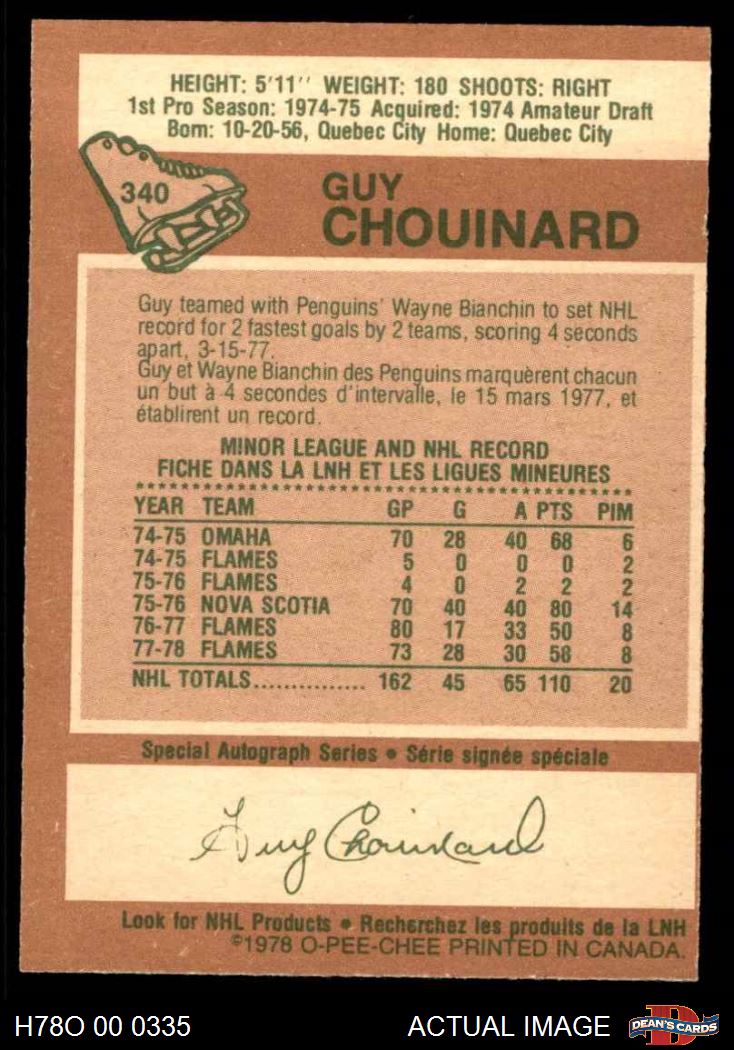 HEIGHT: 5'11'' WEIGHT: 180 SHOOTS: RIGHT
1st Pro Season: 1974-75 Acquired: 1974 Amateur Draft
Born: 10-20-56, Quebec City Home: Quebec City
340
GUY
CHOUINARD
Guy teamed with Penguins' Wayne Bianchin to set NHL
record for 2 fastest goals by 2 teams, scoring 4 seconds
apart, 3-15-77.
Guy et Wayne Bianchin des Penguins marquèrent chacun
un but à 4 secondes d'intervalle, le 15 mars 1977, et
établirent un record.
MINOR LEAGUE AND NHL RECORD
FICHE DANS LA LNH ET LES LIGUES MINEURES
YEAR TEAM GP G A PTS PIM
74-75 OMAHA 70 28 40 68 6
74-75 FLAMES 5 0 0 0 2
75-76 FLAMES 4 0 2 2 2
75-76 NOVA SCOTIA 70 40 40 80 14
76-77 FLAMES 80 17 33 50 8
77-78 FLAMES 73 28 30 58 8
NHL TOTALS............... 162 45 65 110 20
Special Autograph Series • Série signée spéciale
Guy Chouinard
Look for NHL Products • Recherchez les produits de la LNH
©1978 O-PEE-CHEE PRINTED IN CANADA.
H78O 00 0335 ACTUAL IMAGE D DEAN'S CARDS